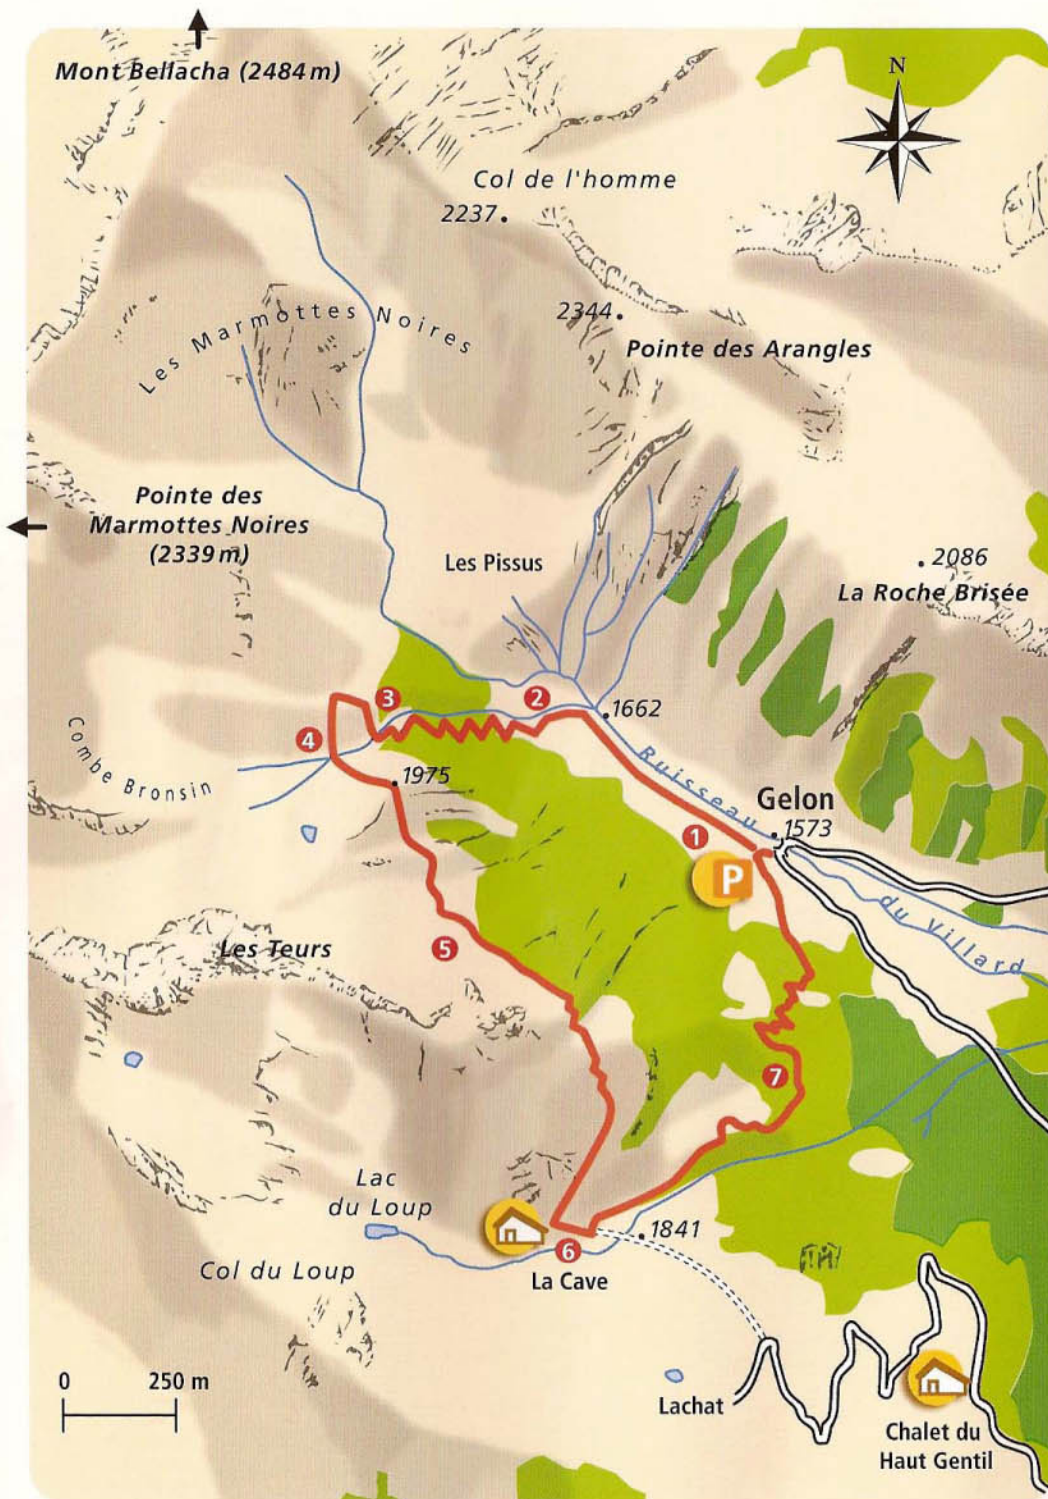 Mont Bellacha (2484 m)
N
Col de l'homme
2237
2344
Pointe des Arangles
Les Marmottes Noires
Pointe des
Marmottes Noires
(2339 m)
Les Pissus
2086
La Roche Brisée
3
2
1662
4
Combe Bronsin
1975
Ruisseau
Gelon
1573
1
P
du Villard
5
Les Teurs
7
Lac
du Loup
1841
6
Col du Loup
La Cave
0 250 m
Lachat
Chalet du
Haut Gentil